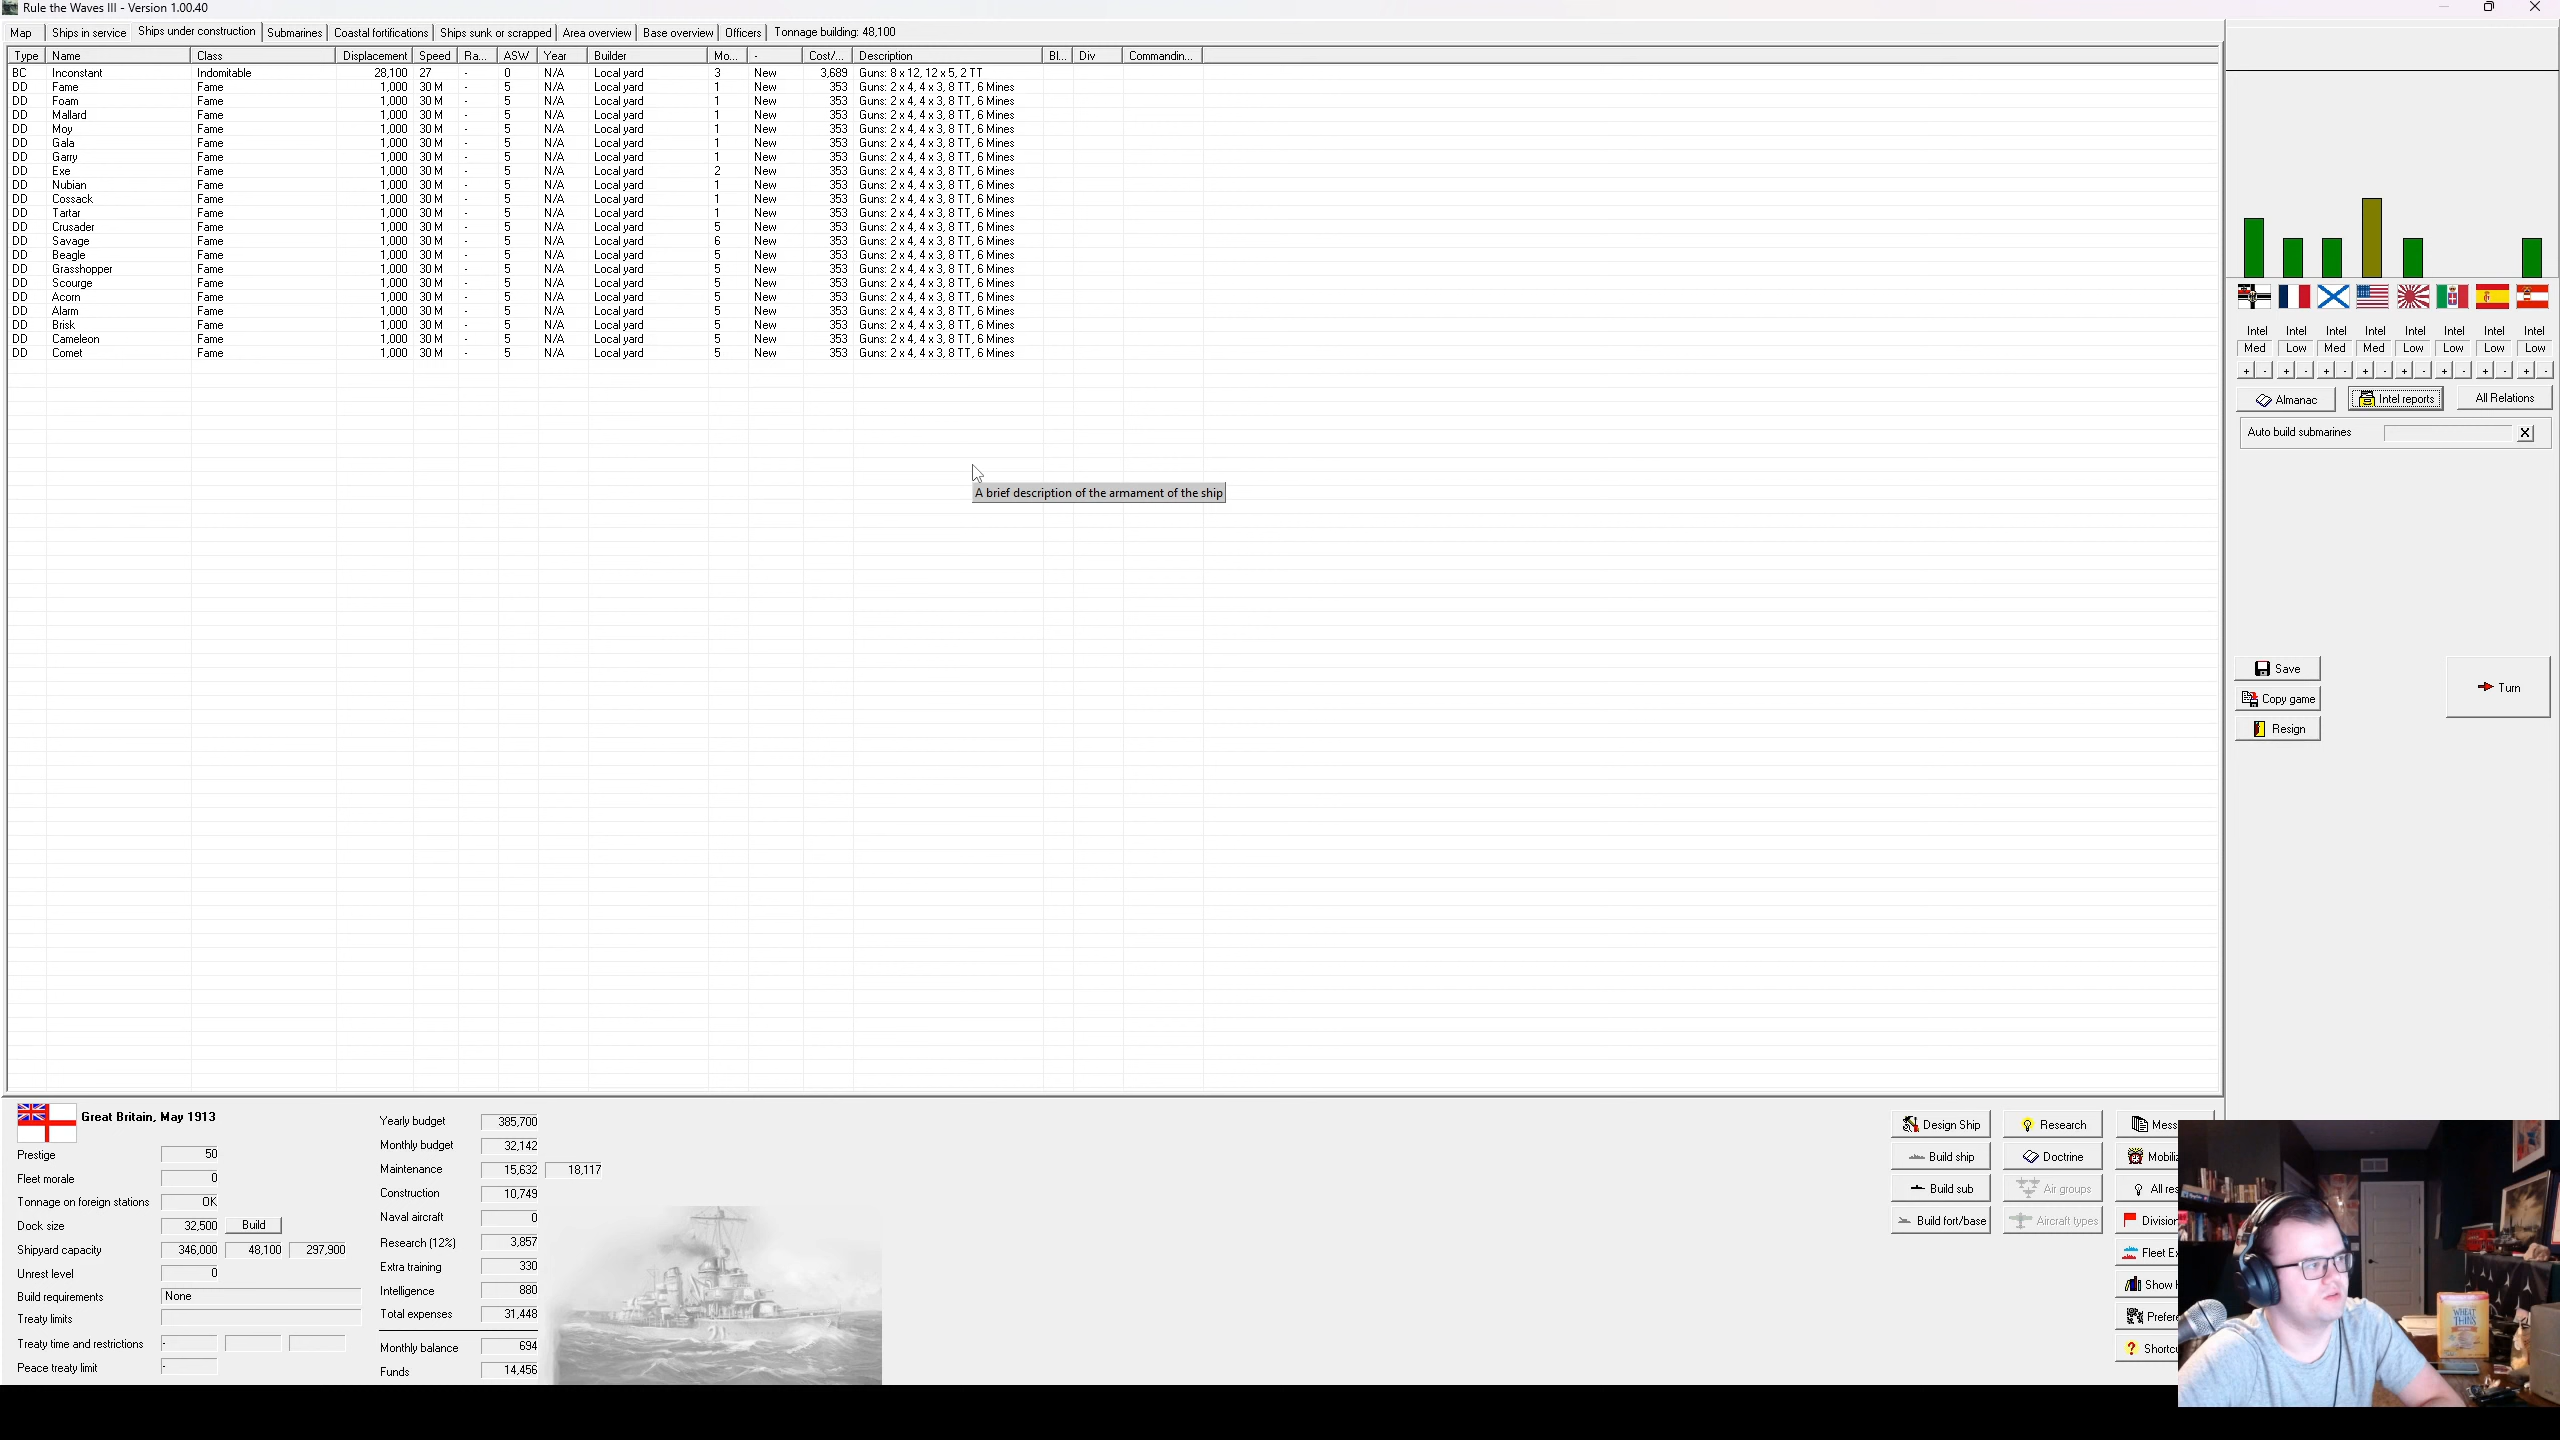 Rule the Waves III - Version 1.00.40
Map Ships in service Ships under construction Submarines Coastal fortifications Ships sunk or scrapped Area overview Base overview Officers Tonnage building: 48,100
Type Name Class Displacement Speed Ra... ASW Year Builder Mo... - Cost/... Description Bl... Div Commandin...
BC Inconstant Indomitable 28,100 27 - 0 N/A Local yard 3 New 3,689 Guns: 8 x 12, 12 x 5, 2 TT
DD Fame Fame 1,000 30 M - 5 N/A Local yard 1 New 353 Guns: 2 x 4, 4 x 3, 8 TT, 6 Mines
DD Foam Fame 1,000 30 M - 5 N/A Local yard 1 New 353 Guns: 2 x 4, 4 x 3, 8 TT, 6 Mines
DD Mallard Fame 1,000 30 M - 5 N/A Local yard 1 New 353 Guns: 2 x 4, 4 x 3, 8 TT, 6 Mines
DD Moy Fame 1,000 30 M - 5 N/A Local yard 1 New 353 Guns: 2 x 4, 4 x 3, 8 TT, 6 Mines
DD Gala Fame 1,000 30 M - 5 N/A Local yard 1 New 353 Guns: 2 x 4, 4 x 3, 8 TT, 6 Mines
DD Garry Fame 1,000 30 M - 5 N/A Local yard 1 New 353 Guns: 2 x 4, 4 x 3, 8 TT, 6 Mines
DD Exe Fame 1,000 30 M - 5 N/A Local yard 2 New 353 Guns: 2 x 4, 4 x 3, 8 TT, 6 Mines
DD Nubian Fame 1,000 30 M - 5 N/A Local yard 1 New 353 Guns: 2 x 4, 4 x 3, 8 TT, 6 Mines
DD Cossack Fame 1,000 30 M - 5 N/A Local yard 1 New 353 Guns: 2 x 4, 4 x 3, 8 TT, 6 Mines
DD Tartar Fame 1,000 30 M - 5 N/A Local yard 1 New 353 Guns: 2 x 4, 4 x 3, 8 TT, 6 Mines
DD Crusader Fame 1,000 30 M - 5 N/A Local yard 5 New 353 Guns: 2 x 4, 4 x 3, 8 TT, 6 Mines
DD Savage Fame 1,000 30 M - 5 N/A Local yard 6 New 353 Guns: 2 x 4, 4 x 3, 8 TT, 6 Mines
DD Beagle Fame 1,000 30 M - 5 N/A Local yard 5 New 353 Guns: 2 x 4, 4 x 3, 8 TT, 6 Mines
DD Grasshopper Fame 1,000 30 M - 5 N/A Local yard 5 New 353 Guns: 2 x 4, 4 x 3, 8 TT, 6 Mines
DD Scourge Fame 1,000 30 M - 5 N/A Local yard 5 New 353 Guns: 2 x 4, 4 x 3, 8 TT, 6 Mines
DD Acorn Fame 1,000 30 M - 5 N/A Local yard 5 New 353 Guns: 2 x 4, 4 x 3, 8 TT, 6 Mines
DD Alarm Fame 1,000 30 M - 5 N/A Local yard 5 New 353 Guns: 2 x 4, 4 x 3, 8 TT, 6 Mines
DD Brisk Fame 1,000 30 M - 5 N/A Local yard 5 New 353 Guns: 2 x 4, 4 x 3, 8 TT, 6 Mines
DD Cameleon Fame 1,000 30 M - 5 N/A Local yard 5 New 353 Guns: 2 x 4, 4 x 3, 8 TT, 6 Mines
DD Comet Fame 1,000 30 M - 5 N/A Local yard 5 New 353 Guns: 2 x 4, 4 x 3, 8 TT, 6 Mines
A brief description of the armament of the ship
Intel Intel Intel Intel Intel Intel Intel Intel
Med Low Med Med Low Low Low Low
+ - + - + - + - + - + - + - + -
Almanac Intel reports All Relations
Auto build submarines X
Save
Copy game
Resign
Turn
Great Britain, May 1913
Prestige 50
Fleet morale 0
Tonnage on foreign stations OK
Dock size 32,500 Build
Shipyard capacity 346,000 48,100 297,900
Unrest level 0
Build requirements None
Treaty limits
Treaty time and restrictions -
Peace treaty limit -
Yearly budget 385,700
Monthly budget 32,142
Maintenance 15,632 18,117
Construction 10,749
Naval aircraft 0
Research (12%) 3,857
Extra training 330
Intelligence 880
Total expenses 31,448
Monthly balance 694
Funds 14,456
Design Ship Research Mess
Build ship Doctrine Mobiliz
Build sub Air groups All res
Build fort/base Aircraft types Division
Fleet Ex
Show
Prefere
Shortcu
WHEAT
THINS